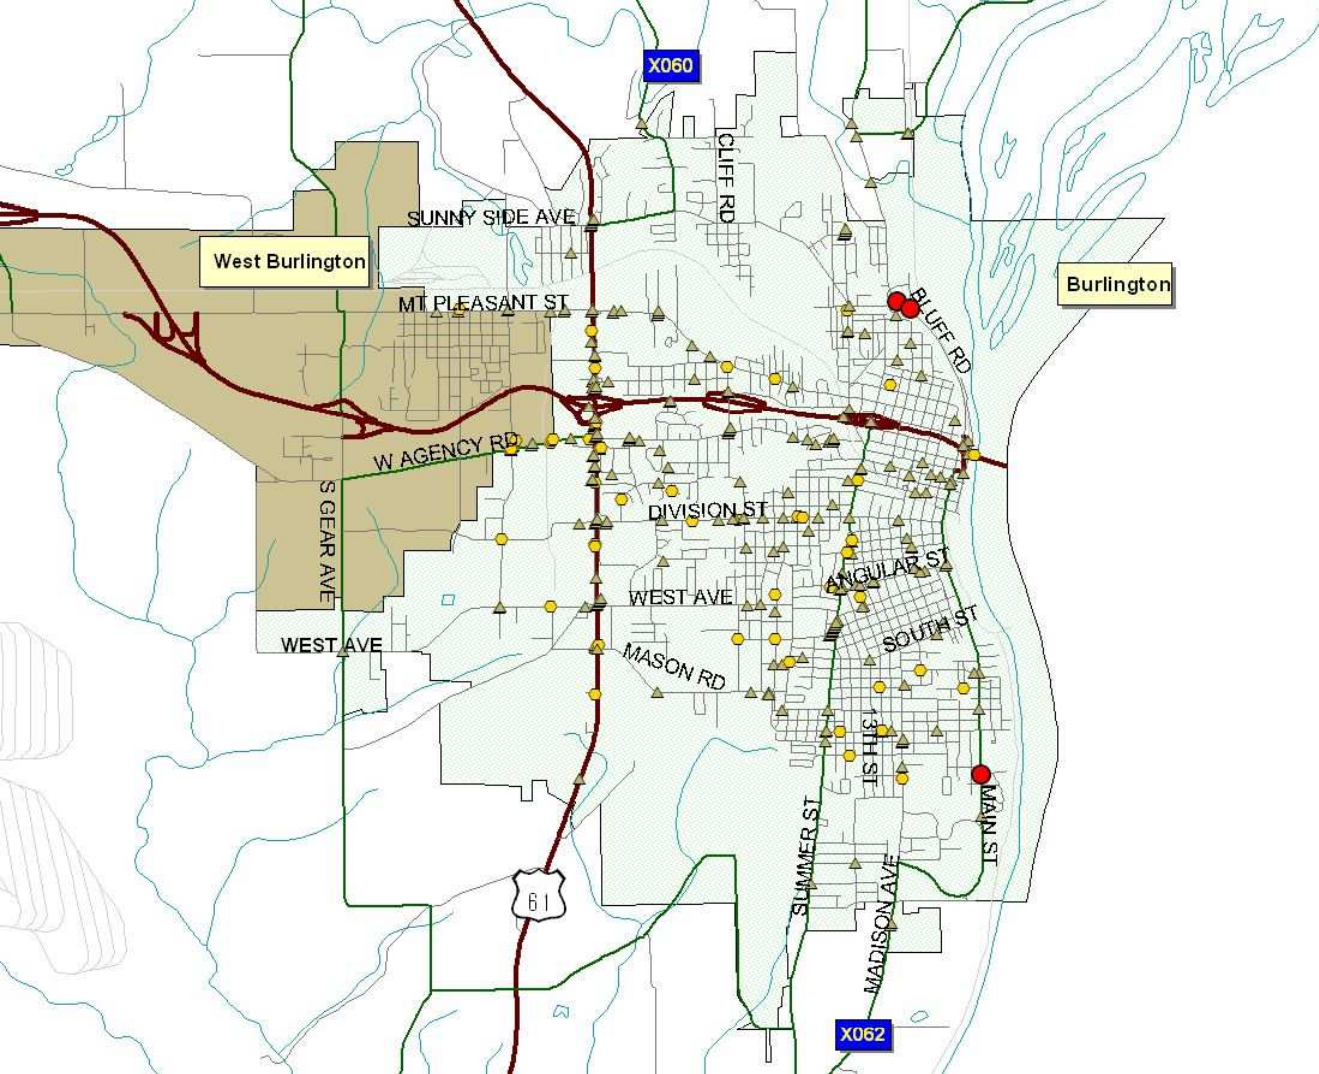 X060
CLIFF RD
SUNNY SIDE AVE
West Burlington
Burlington
MT PLEASANT ST
BLUFF RD
W AGENCY RD
S GEAR AVE
DIVISION ST
ANGULAR ST
WEST AVE
SOUTH ST
WEST AVE
MASON RD
13TH ST
MAIN ST
SUMMER ST
MADISON AVE
61
X062